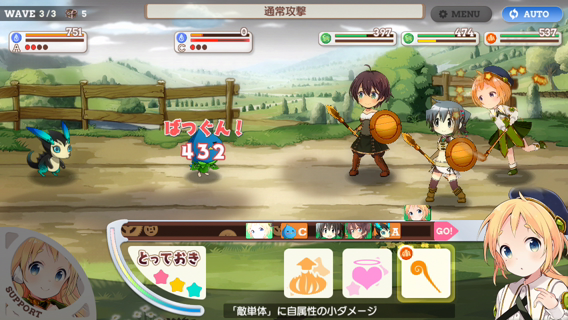 WAVE 3/3 5
通常攻撃
MENU
AUTO
751
A
0
C
397
474
537
ばつぐん!
432
C
A
GO!
とっておき
SUPPORT
「敵単体」に自属性の小ダメージ